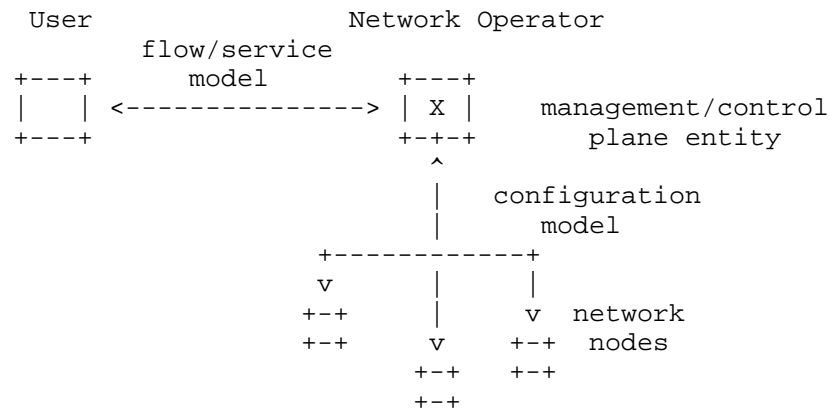 User Network Operator
flow/service
+---+ model +---+
| | <---------------> | X | management/control
+---+ +-+-+ plane entity
^
| configuration
| model
+------------+
v | |
+-+ | v network
+-+ v +-+ nodes
+-+ +-+
+-+